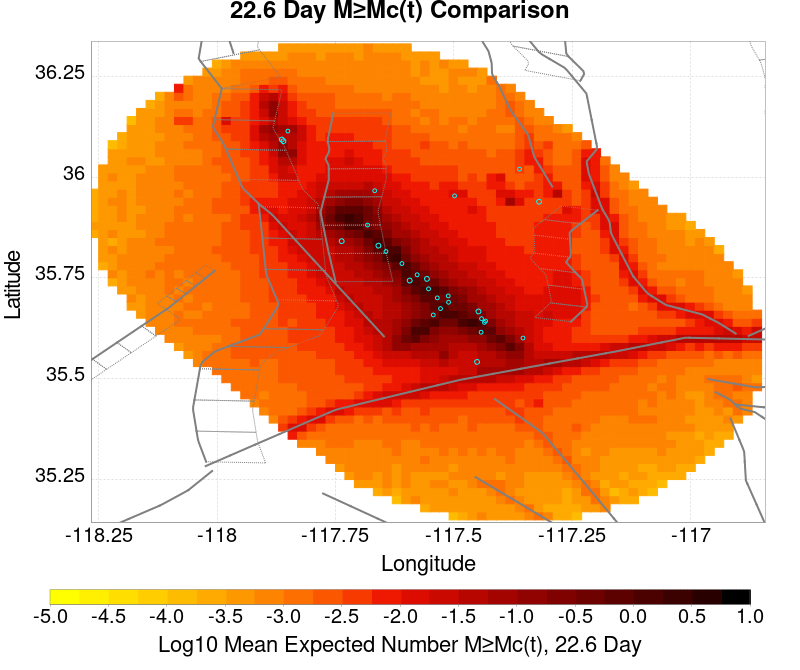 22.6 Day M≥Mc(t) Comparison
36.25
36
35.75
35.5
35.25
Latitude
-118.25 -118 -117.75 -117.5 -117.25 -117
Longitude
-5.0 -4.5 -4.0 -3.5 -3.0 -2.5 -2.0 -1.5 -1.0 -0.5 0.0 0.5 1.0
Log10 Mean Expected Number M≥Mc(t), 22.6 Day